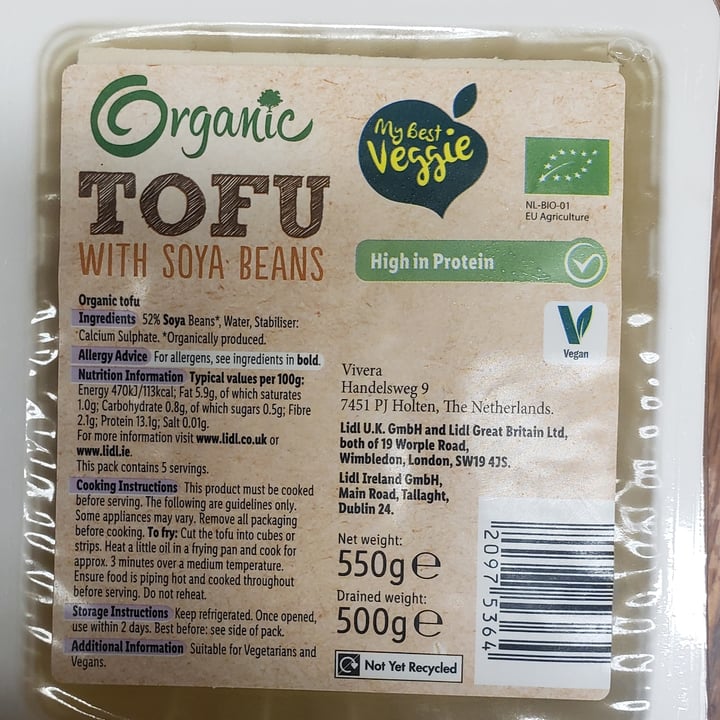 Organic
TOFU
WITH SOYA BEANS
My Best
Veggie
NL-BIO-01
EU Agriculture
High in Protein
Vegan
Organic tofu
Ingredients 52% Soya Beans*, Water, Stabiliser:
Calcium Sulphate. *Organically produced.
Allergy Advice For allergens, see ingredients in bold.
Nutrition Information Typical values per 100g:
Energy 470kJ/113kcal; Fat 5.9g, of which saturates
1.0g; Carbohydrate 0.8g, of which sugars 0.5g; Fibre
2.1g; Protein 13.1g; Salt 0.01g.
For more information visit www.lidl.co.uk or
www.lidl.ie.
This pack contains 5 servings.
Cooking Instructions This product must be cooked
before serving. The following are guidelines only.
Some appliances may vary. Remove all packaging
before cooking. To fry: Cut the tofu into cubes or
strips. Heat a little oil in a frying pan and cook for
approx. 3 minutes over a medium temperature.
Ensure food is piping hot and cooked throughout
before serving. Do not reheat.
Storage Instructions Keep refrigerated. Once opened,
use within 2 days. Best before: see side of pack.
Additional Information Suitable for Vegetarians and
Vegans.
Vivera
Handelsweg 9
7451 PJ Holten, The Netherlands.
Lidl U.K. GmbH and Lidl Great Britain Ltd,
both of 19 Worple Road,
Wimbledon, London, SW19 4JS.
Lidl Ireland GmbH,
Main Road, Tallaght,
Dublin 24.
Net weight:
550g e
Drained weight:
500g e
Not Yet Recycled
2097 5364